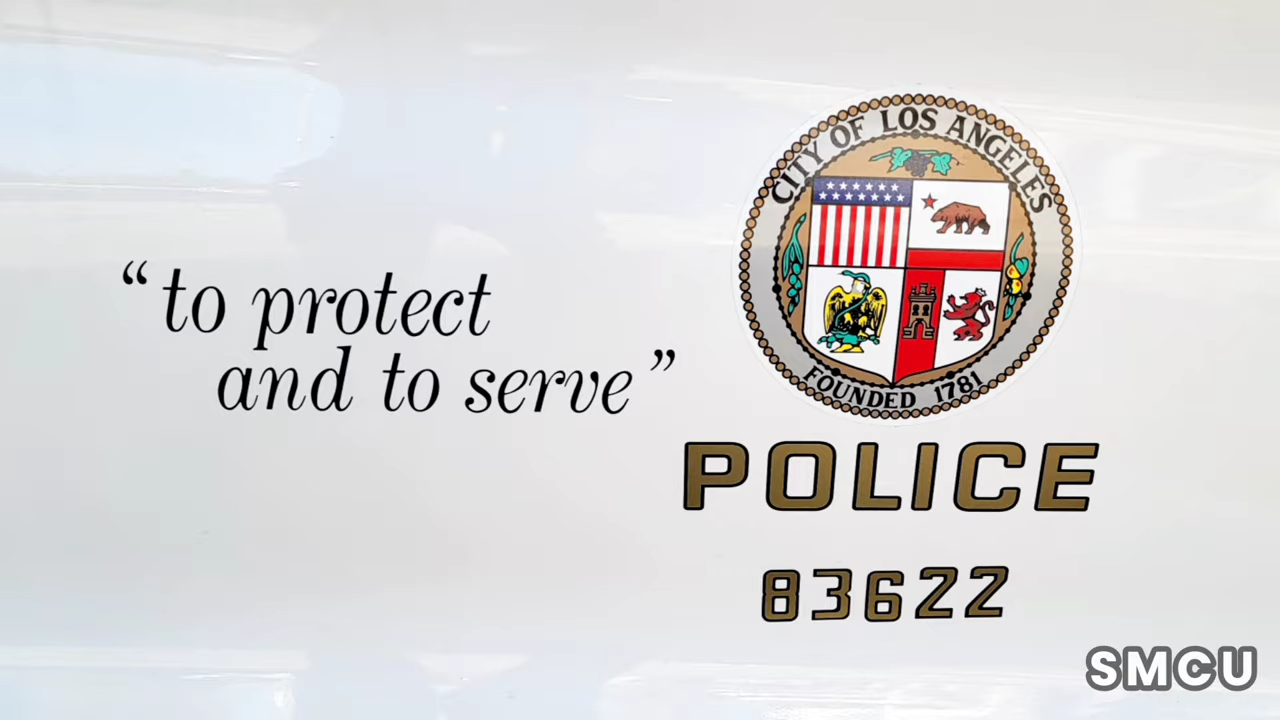 CITY OF LOS ANGELES
FOUNDED 1781
“to protect
and to serve”
POLICE
83622
SMCU